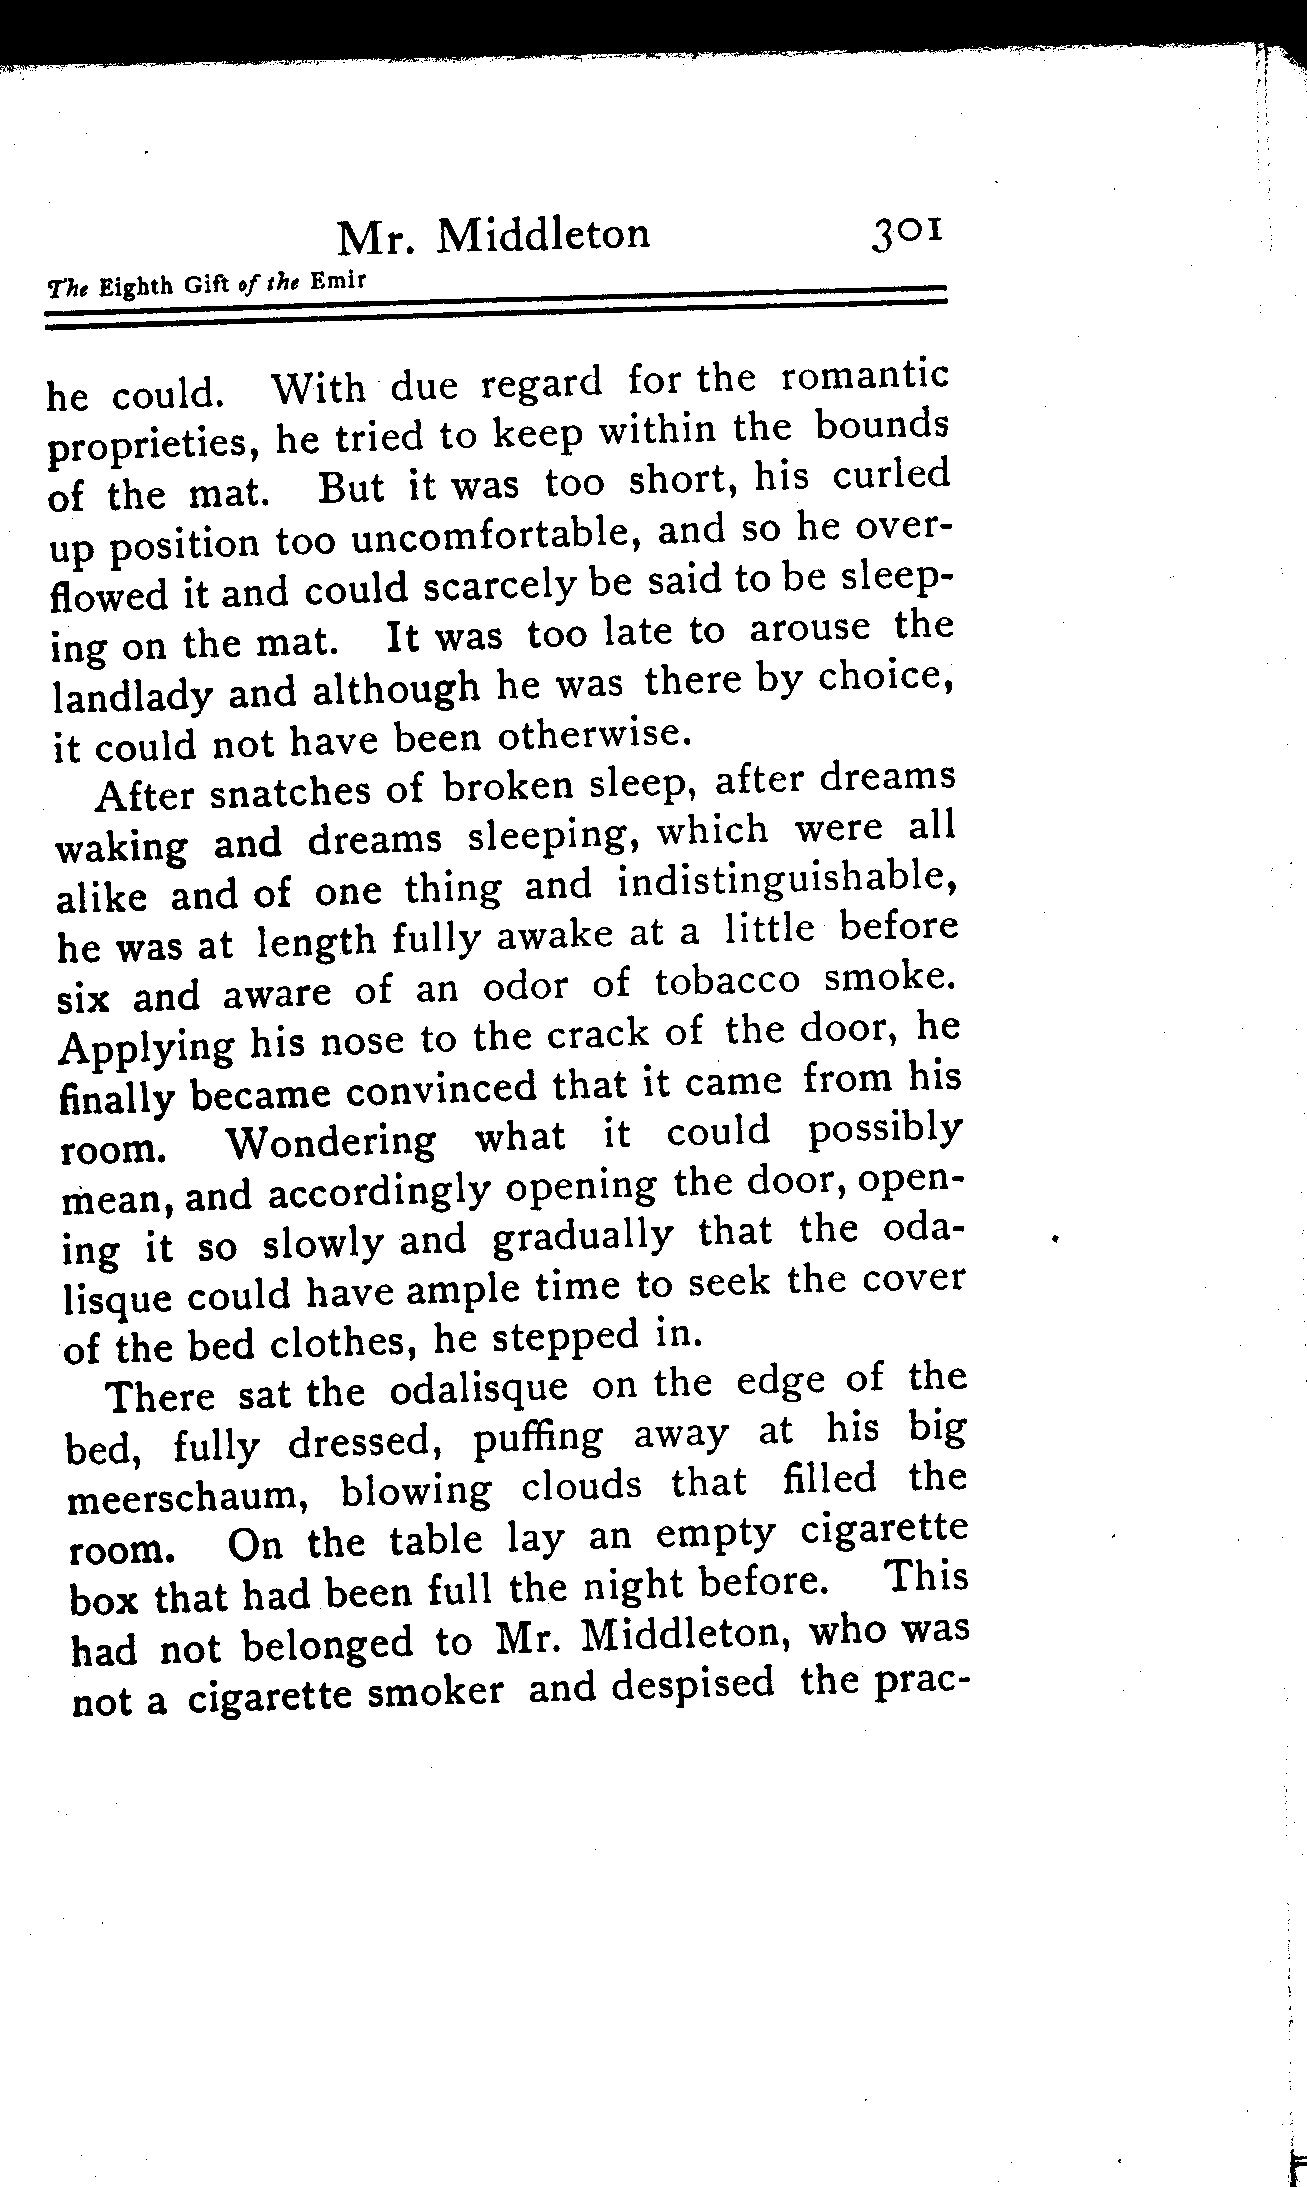 Mr. Middleton 301
The Eighth Gift of the Emir
he could. With due regard for the romantic
proprieties, he tried to keep within the bounds
of the mat. But it was too short, his curled
up position too uncomfortable, and so he over-
flowed it and could scarcely be said to be sleep-
ing on the mat. It was too late to arouse the
landlady and although he was there by choice,
it could not have been otherwise.
After snatches of broken sleep, after dreams
waking and dreams sleeping, which were all
alike and of one thing and indistinguishable,
he was at length fully awake at a little before
six and aware of an odor of tobacco smoke.
Applying his nose to the crack of the door, he
finally became convinced that it came from his
room. Wondering what it could possibly
mean, and accordingly opening the door, open-
ing it so slowly and gradually that the oda-
lisque could have ample time to seek the cover
of the bed clothes, he stepped in.
There sat the odalisque on the edge of the
bed, fully dressed, puffing away at his big
meerschaum, blowing clouds that filled the
room. On the table lay an empty cigarette
box that had been full the night before. This
had not belonged to Mr. Middleton, who was
not a cigarette smoker and despised the prac-